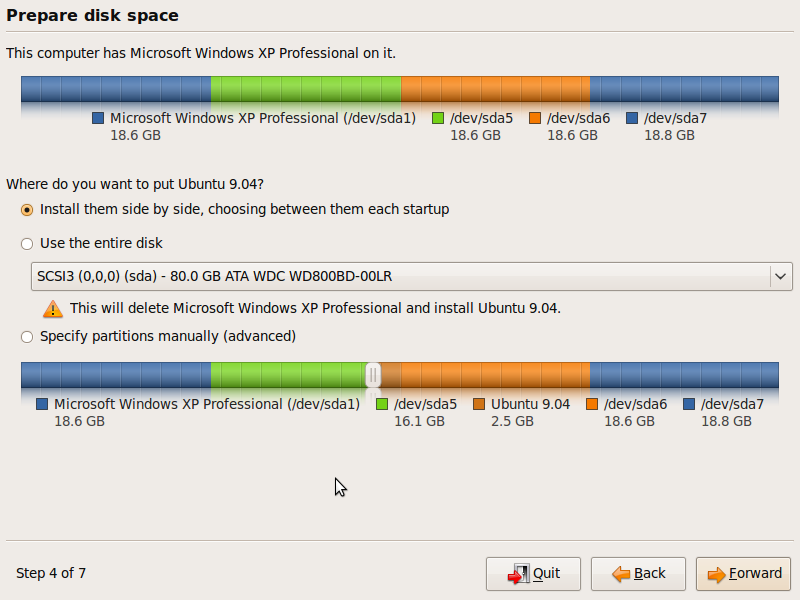 Prepare disk space
This computer has Microsoft Windows XP Professional on it.
Microsoft Windows XP Professional (/dev/sda1) /dev/sda5 /dev/sda6 /dev/sda7
18.6 GB 18.6 GB 18.6 GB 18.8 GB
Where do you want to put Ubuntu 9.04?
Install them side by side, choosing between them each startup
Use the entire disk
SCSI3 (0,0,0) (sda) - 80.0 GB ATA WDC WD800BD-00LR
This will delete Microsoft Windows XP Professional and install Ubuntu 9.04.
Specify partitions manually (advanced)
Microsoft Windows XP Professional (/dev/sda1) /dev/sda5 Ubuntu 9.04 /dev/sda6 /dev/sda7
18.6 GB 16.1 GB 2.5 GB 18.6 GB 18.8 GB
Step 4 of 7 Quit Back Forward